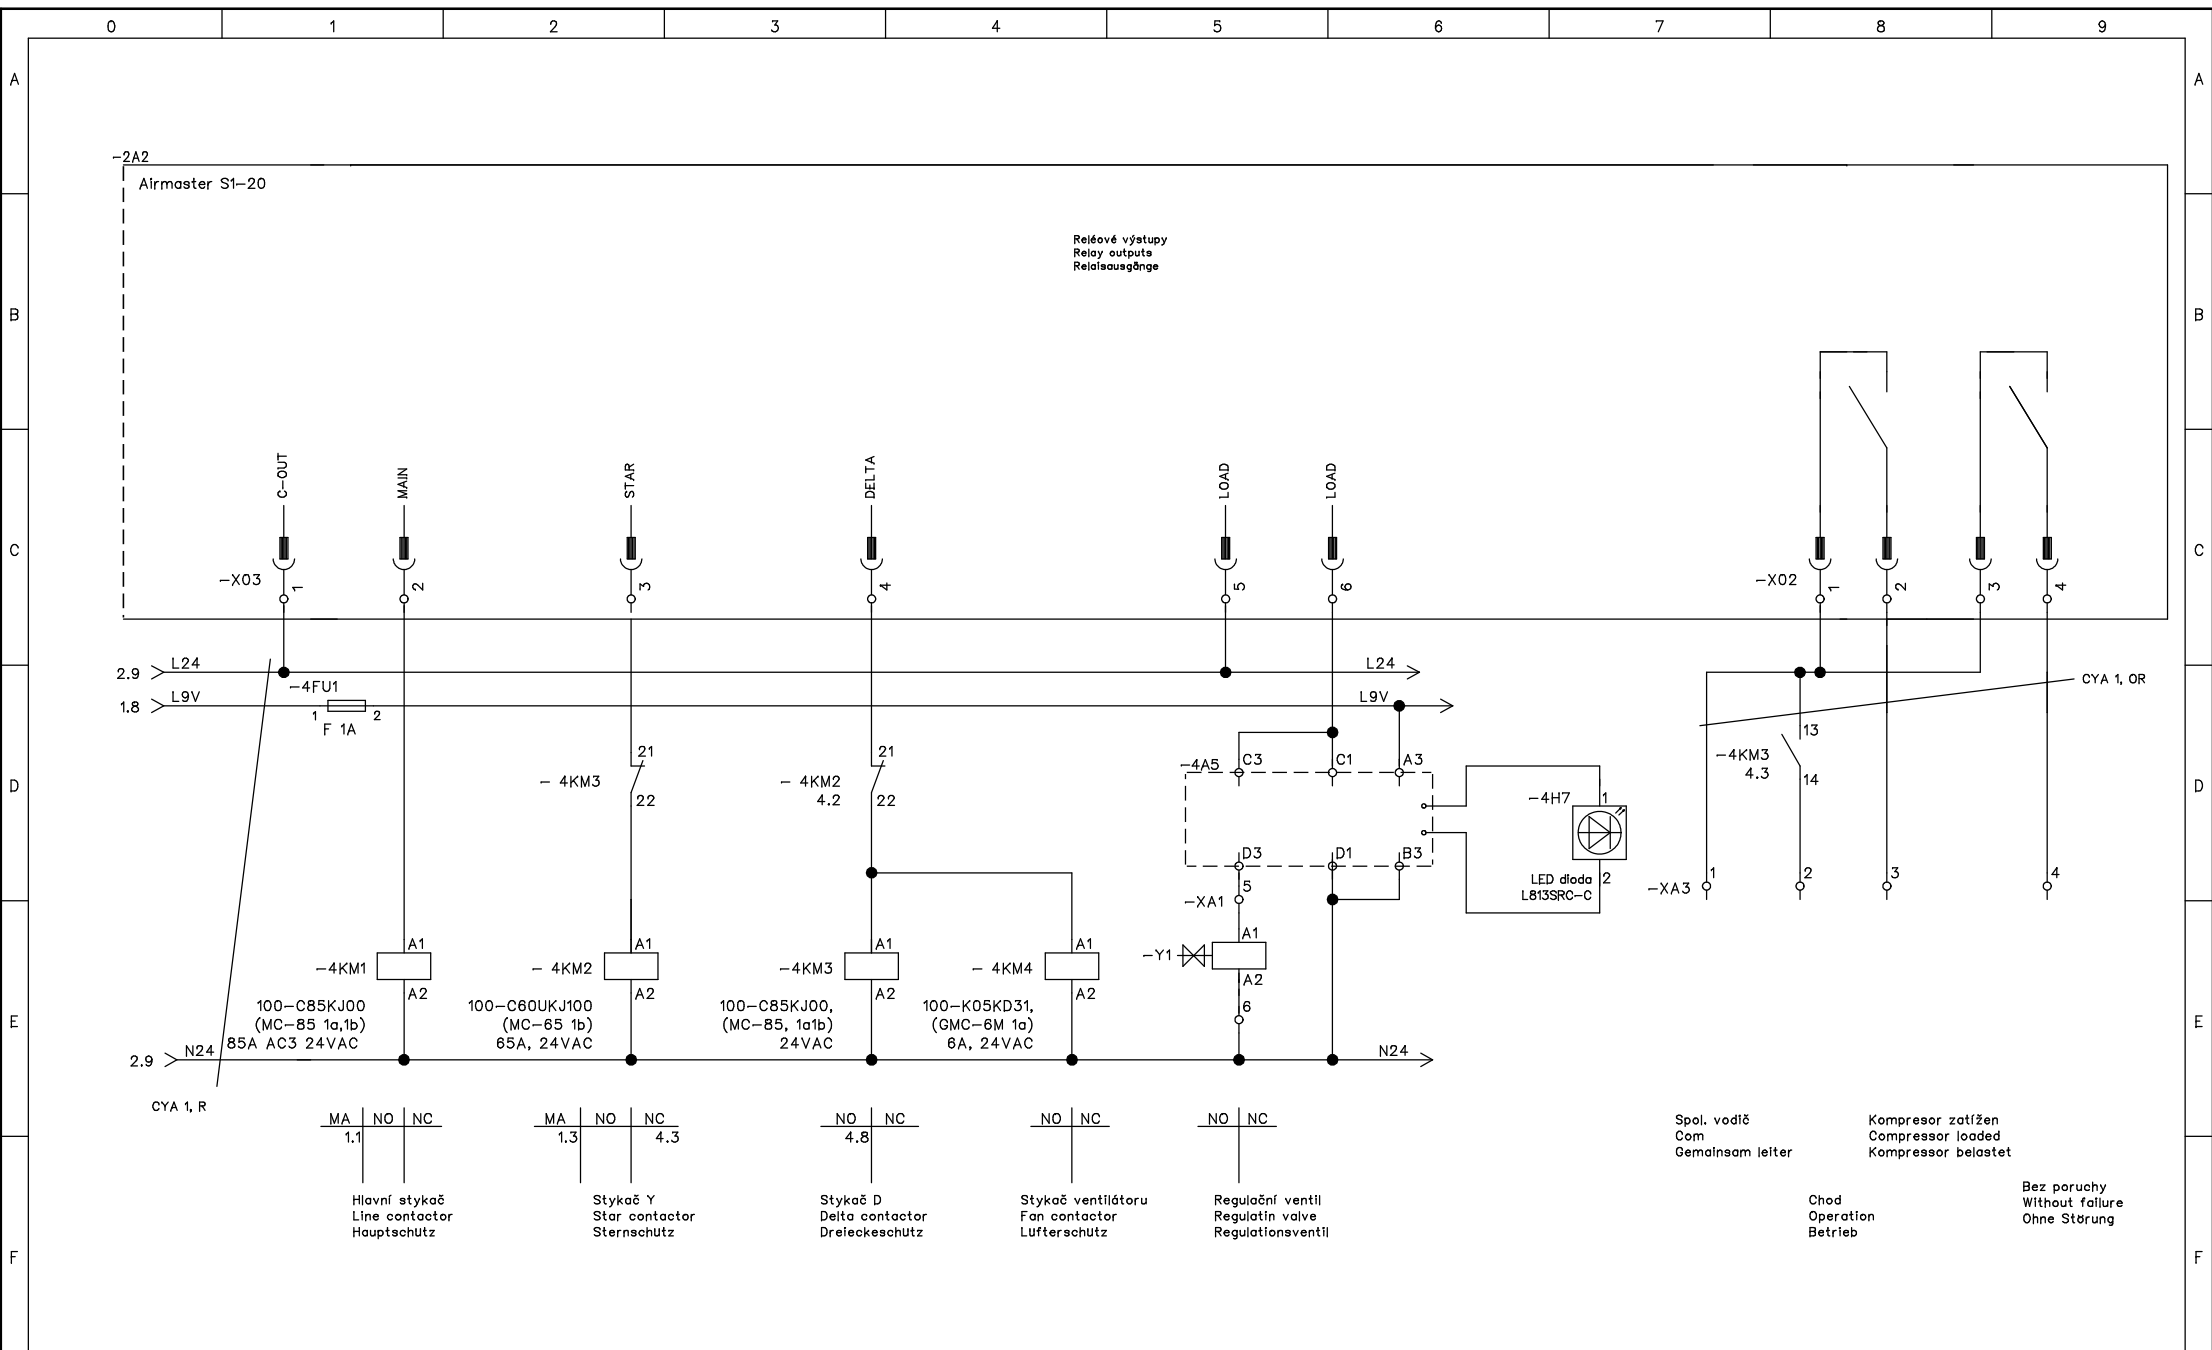 0 1 2 3 4 5 6 7 8 9
A A
-2A2
Airmaster S1-20
Reléové výstupy
Relay outputs
Relaisausgänge
B B
C-OUT MAIN STAR DELTA LOAD LOAD
C C
-X03 1 2 3 4 5 6 -X02 1 2 3 4
2.9 L24 L24
-4FU1
CYA 1, OR
1.8 L9V L9V
1 2
F 1A
13
21 21
-4KM3
4.3
14
- 4KM3
- 4KM2
4.2
22 22
-4A5 C3 C1 A3
D D
-4H7 1
D3 D1 B3
LED dioda
L813SRC-C
2
5
-XA1
-XA3 1 2 3 4
A1 A1 A1 A1 A1
-4KM1 - 4KM2 -4KM3 - 4KM4 -Y1
A2 A2 A2 A2 A2
6
100-C85KJ00
(MC-85 1a,1b)
85A AC3 24VAC
100-C60UKJ100
(MC-65 1b)
65A, 24VAC
100-C85KJ00,
(MC-85, 1a1b)
24VAC
100-K05KD31,
(GMC-6M 1a)
6A, 24VAC
E E
2.9 N24 N24
CYA 1, R
MA NO NC
1.1
MA NO NC
1.3 4.3
NO NC
4.8
NO NC
NO NC
Spol. vodič
Com
Gemainsam leiter
Kompresor zatížen
Compressor loaded
Kompressor belastet
Hlavní stykač
Line contactor
Hauptschutz
Stykač Y
Star contactor
Sternschutz
Stykač D
Delta contactor
Dreieckeschutz
Stykač ventilátoru
Fan contactor
Lufterschutz
Regulační ventil
Regulatin valve
Regulationsventil
Chod
Operation
Betrieb
Bez poruchy
Without failure
Ohne Störung
F F